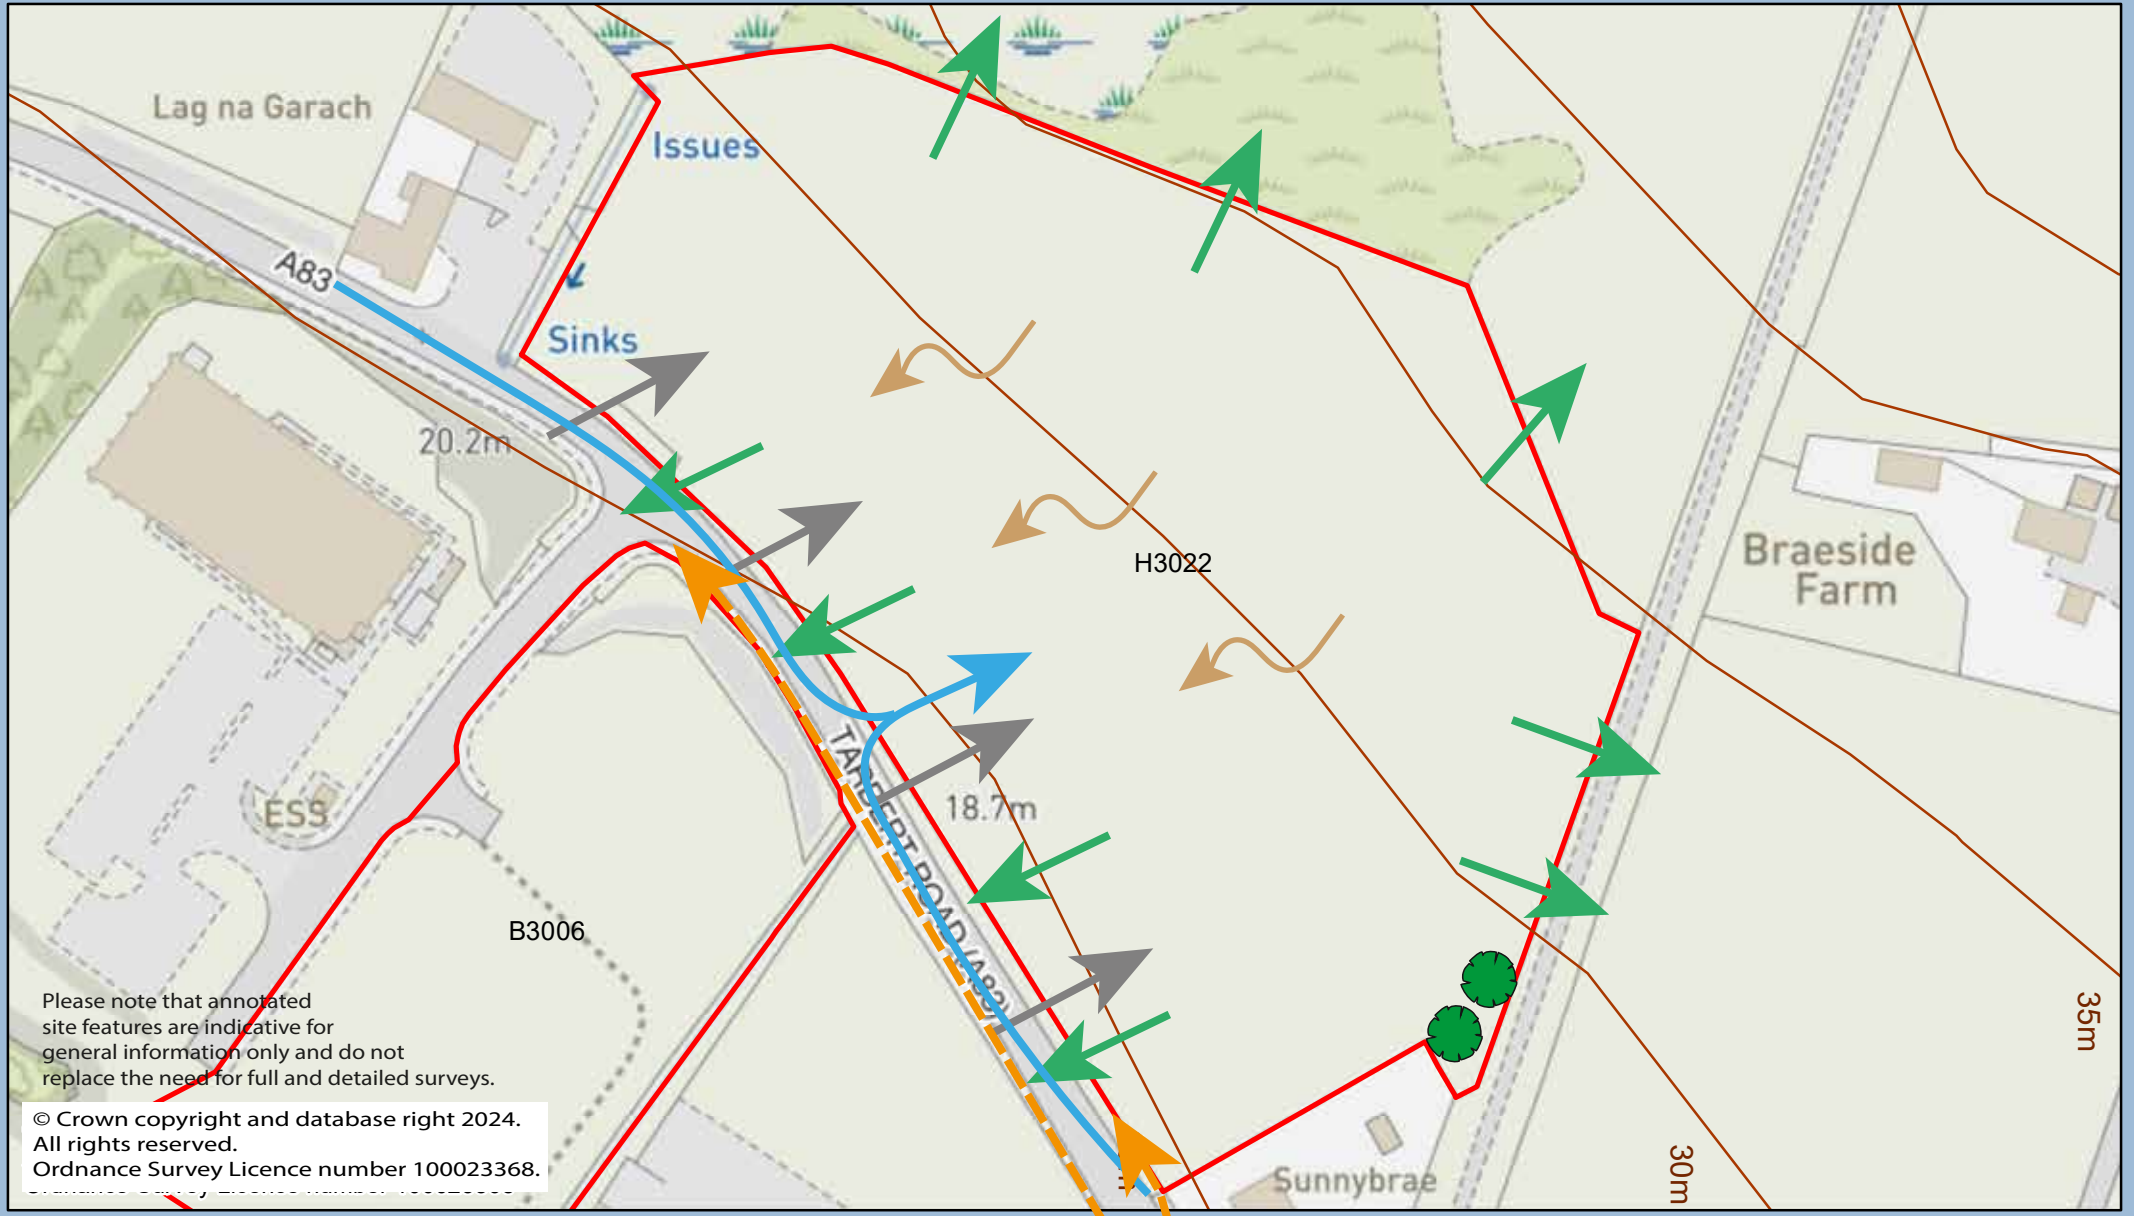 Lag na Garach
Issues
A83
Sinks
20.2m
H3022
Braeside
Farm
TARBERT ROAD (A83)
18.7m
ESS
B3006
Please note that annotated
site features are indicative for
general information only and do not
replace the need for full and detailed surveys.
© Crown copyright and database right 2024.
All rights reserved.
Ordnance Survey Licence number 100023368.
Sunnybrae
30m
35m